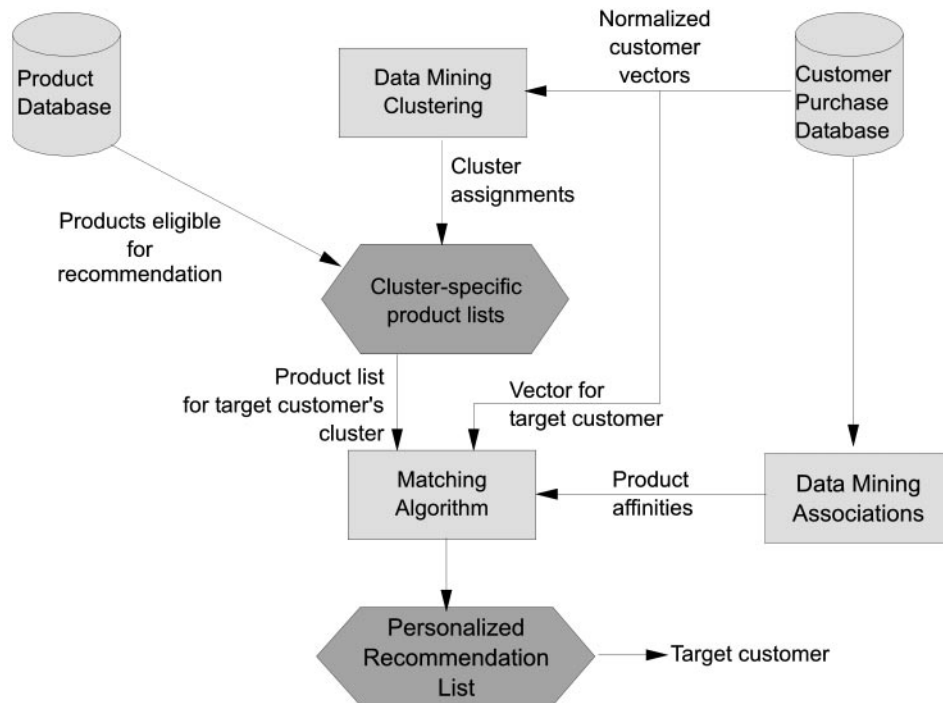 Product
Database
Data Mining
Clustering
Normalized
customer
vectors
Customer
Purchase
Database
Cluster
assignments
Products eligible
for
recommendation
Cluster-specific
product lists
Product list
for target customer's
cluster
Vector for
target customer
Matching
Algorithm
Product
affinities
Data Mining
Associations
Personalized
Recommendation
List
Target customer